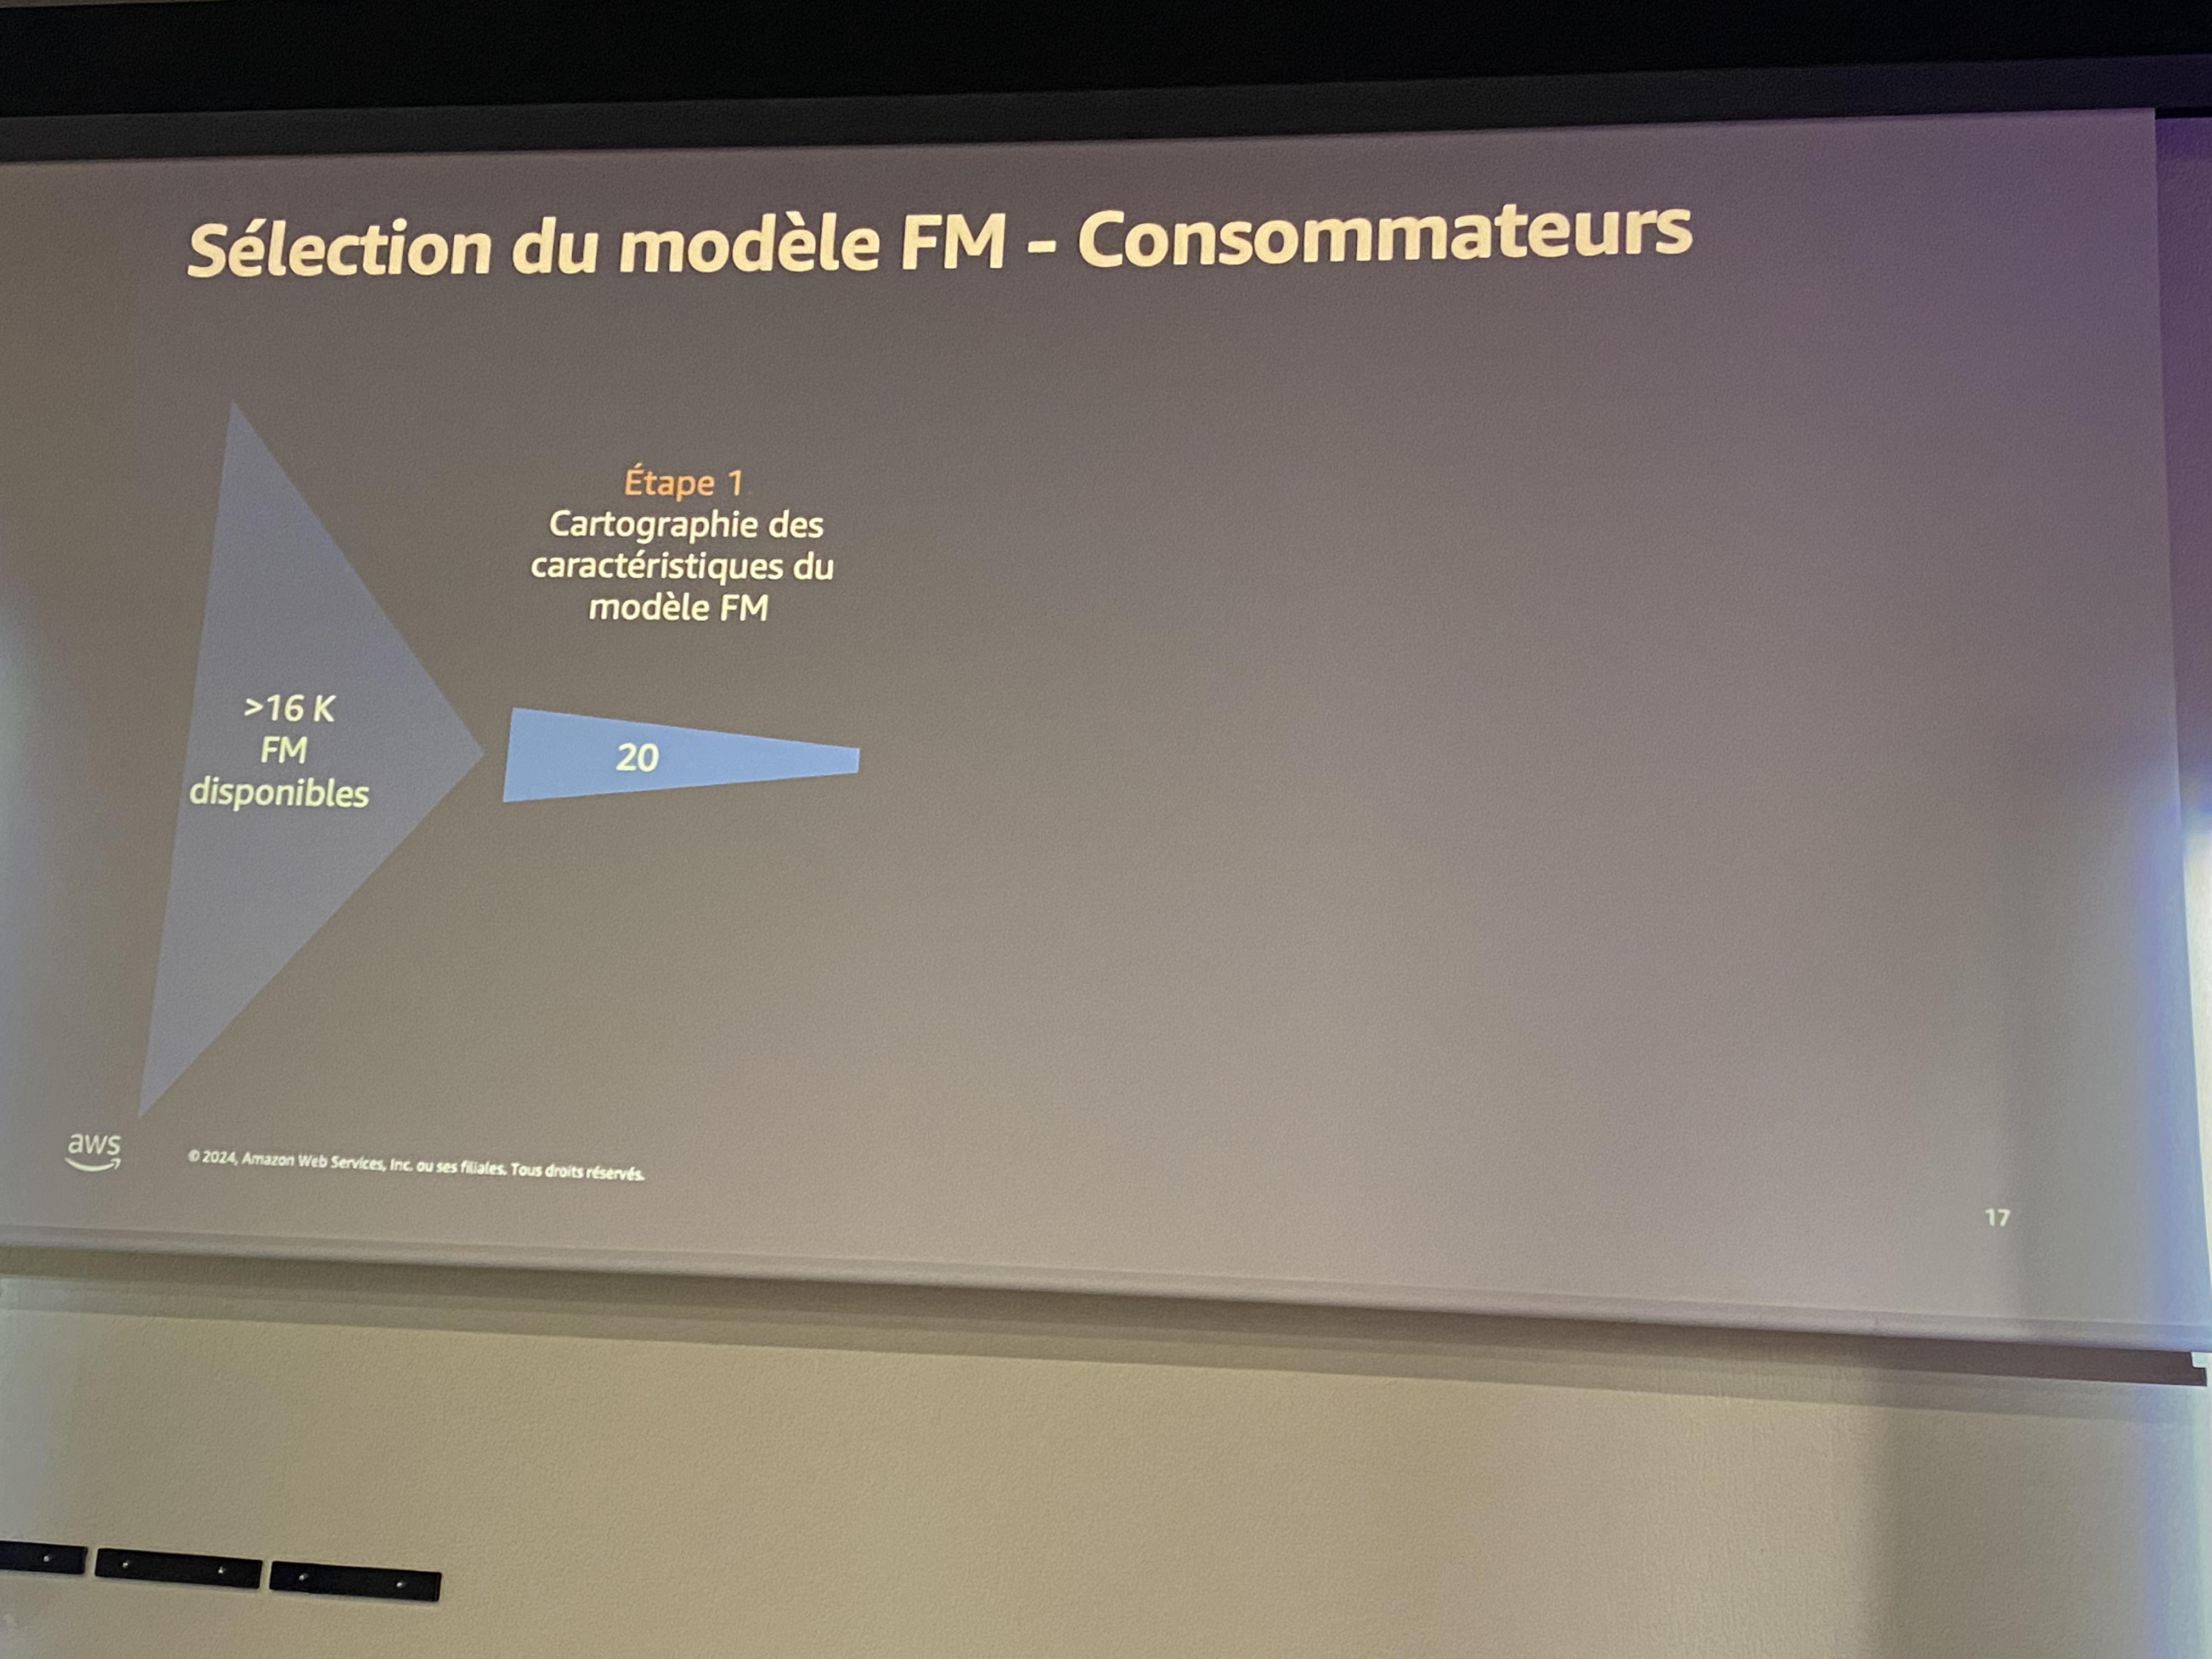 Sélection du modèle FM - Consommateurs
Étape 1
Cartographie des
caractéristiques du
modèle FM
>16 K
FM
disponibles
20
aws
© 2024, Amazon Web Services, Inc. ou ses filiales. Tous droits réservés.
17